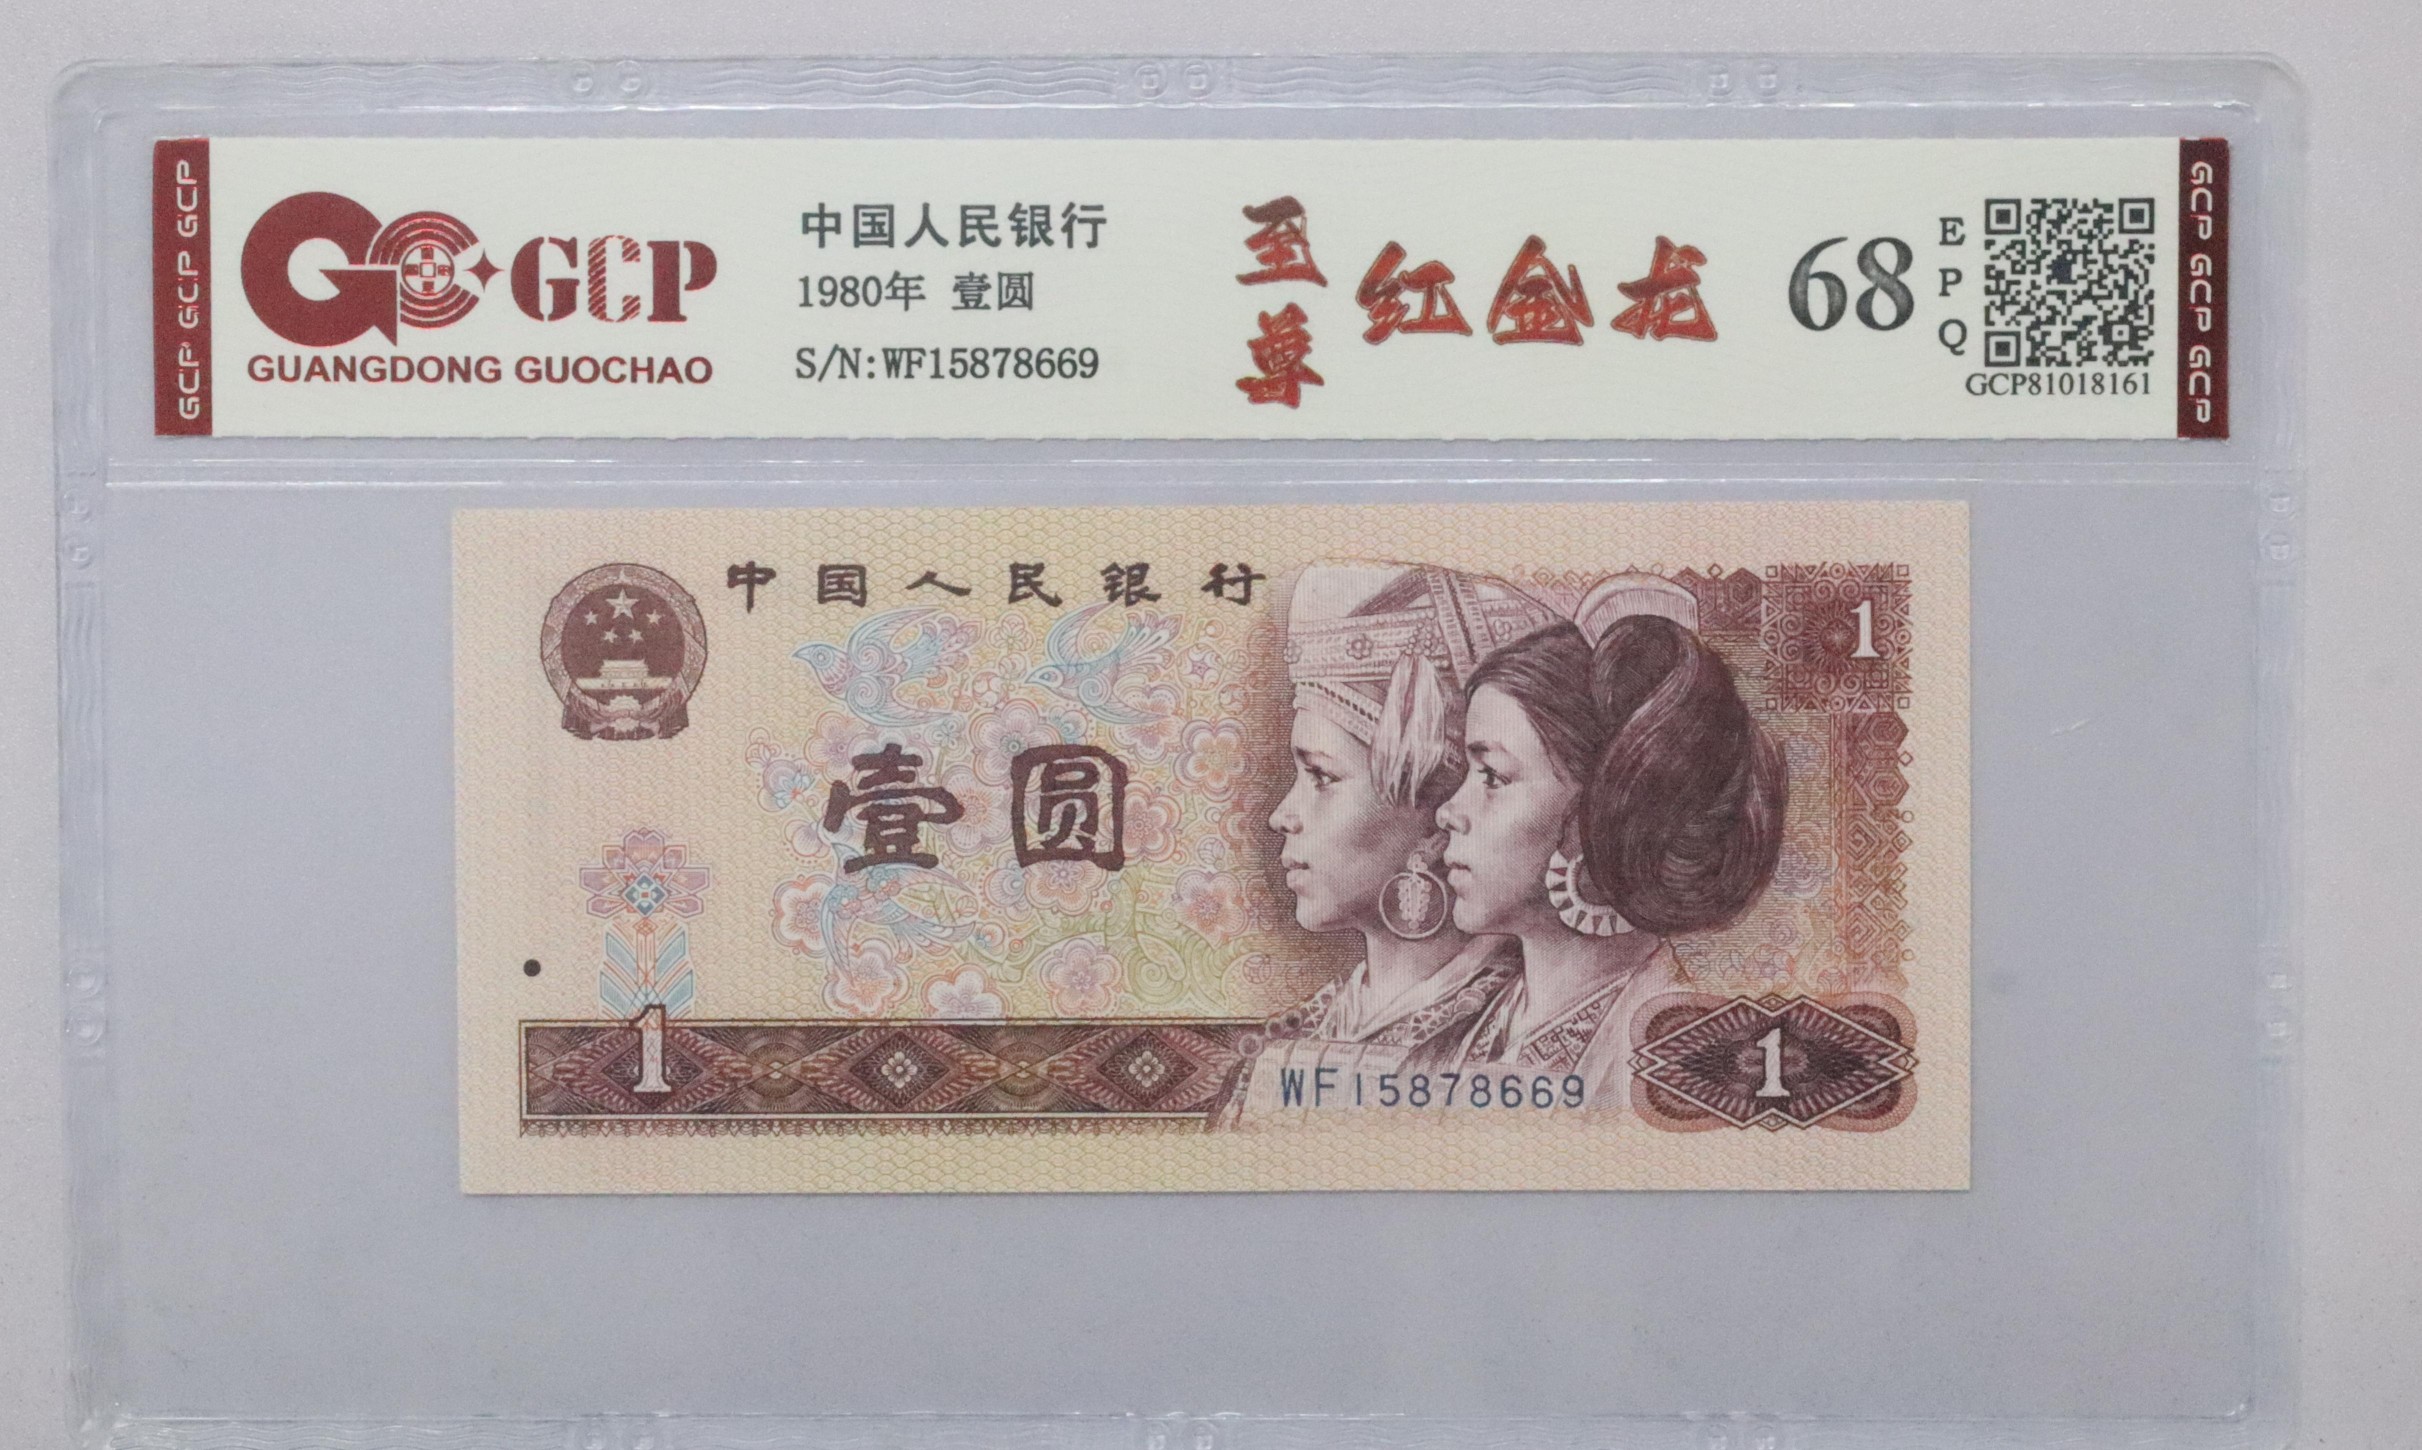 GCP GCP GCP
GCP
GUANGDONG GUOCHAO
中国人民银行
1980年 壹圆
S/N:WF15878669
至尊
红金龙
68
EPQ
GCP81018161
GCP GCP GCP
中国人民银行
1
壹圆
1
WF15878669
1